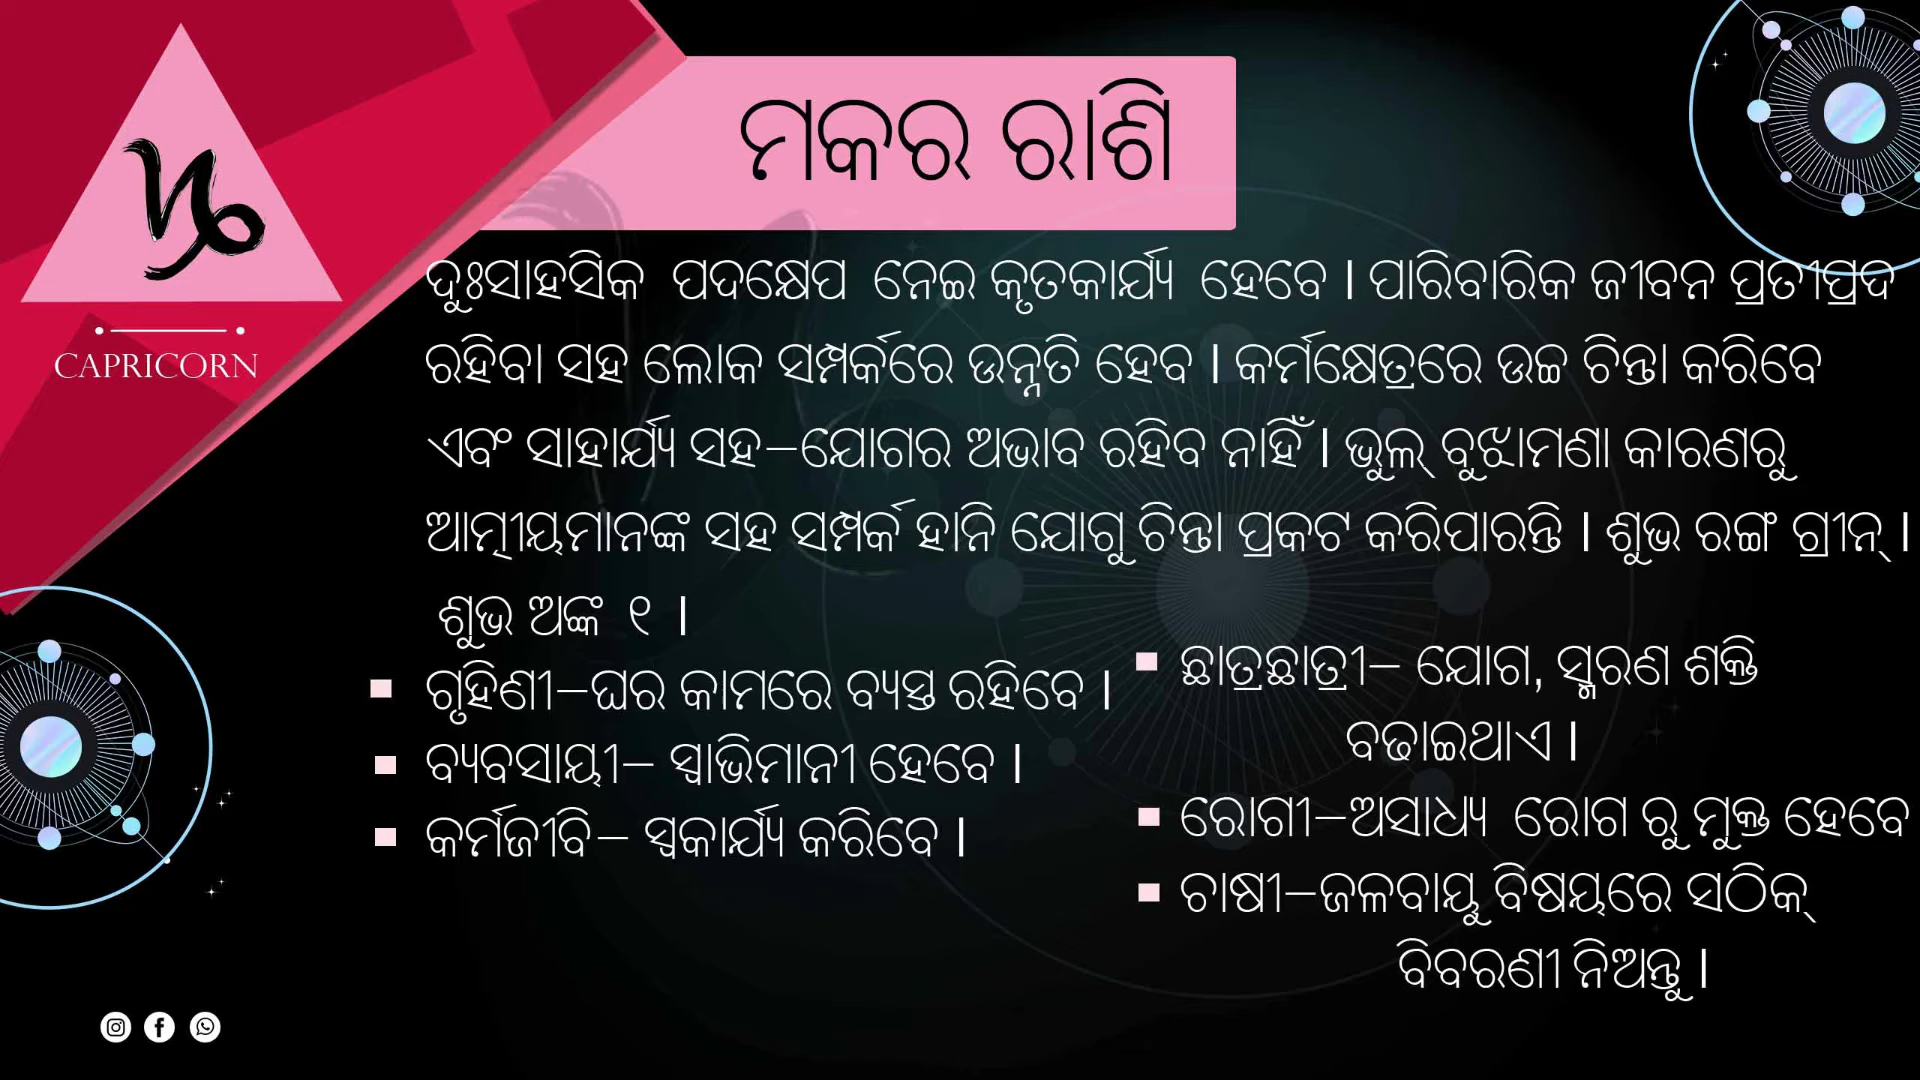 ମକର ରାଶି
CAPRICORN
ଦୁଃସାହସିକ ପଦକ୍ଷେପ ନେଇ କୃତକାର୍ଯ୍ୟ ହେବେ । ପାରିବାରିକ ଜୀବନ ପ୍ରତୀପ୍ରଦ
ରହିବା ସହ ଲୋକ ସମ୍ପର୍କରେ ଉନ୍ନତି ହେବ । କର୍ମକ୍ଷେତ୍ରରେ ଉଚ୍ଚ ଚିନ୍ତା କରିବେ
ଏବଂ ସାହାର୍ଯ୍ୟ ସହ–ଯୋଗର ଅଭାବ ରହିବ ନାହିଁ । ଭୁଲ୍ ବୁଝାମଣା କାରଣରୁ
ଆତ୍ମୀୟମାନଙ୍କ ସହ ସମ୍ପର୍କ ହାନି ଯୋଗୁ ଚିନ୍ତା ପ୍ରକଟ କରିପାରନ୍ତି । ଶୁଭ ରଙ୍ଗ ଗ୍ରୀନ୍ ।
ଶୁଭ ଅଙ୍କ ୧ ।
ଗୃହିଣୀ–ଘର କାମରେ ବ୍ୟସ୍ତ ରହିବେ ।
ବ୍ୟବସାୟୀ– ସ୍ୱାଭିମାନୀ ହେବେ ।
କର୍ମଜୀବି– ସ୍ୱକାର୍ଯ୍ୟ କରିବେ ।
ଛାତ୍ରଛାତ୍ରୀ– ଯୋଗ, ସ୍ମରଣ ଶକ୍ତି
ବଢାଇଥାଏ ।
ରୋଗୀ–ଅସାଧ୍ୟ ରୋଗ ରୁ ମୁକ୍ତ ହେବେ
ଚାଷୀ–ଜଳବାୟୁ ବିଷୟରେ ସଠିକ୍
ବିବରଣୀ ନିଅନ୍ତୁ ।